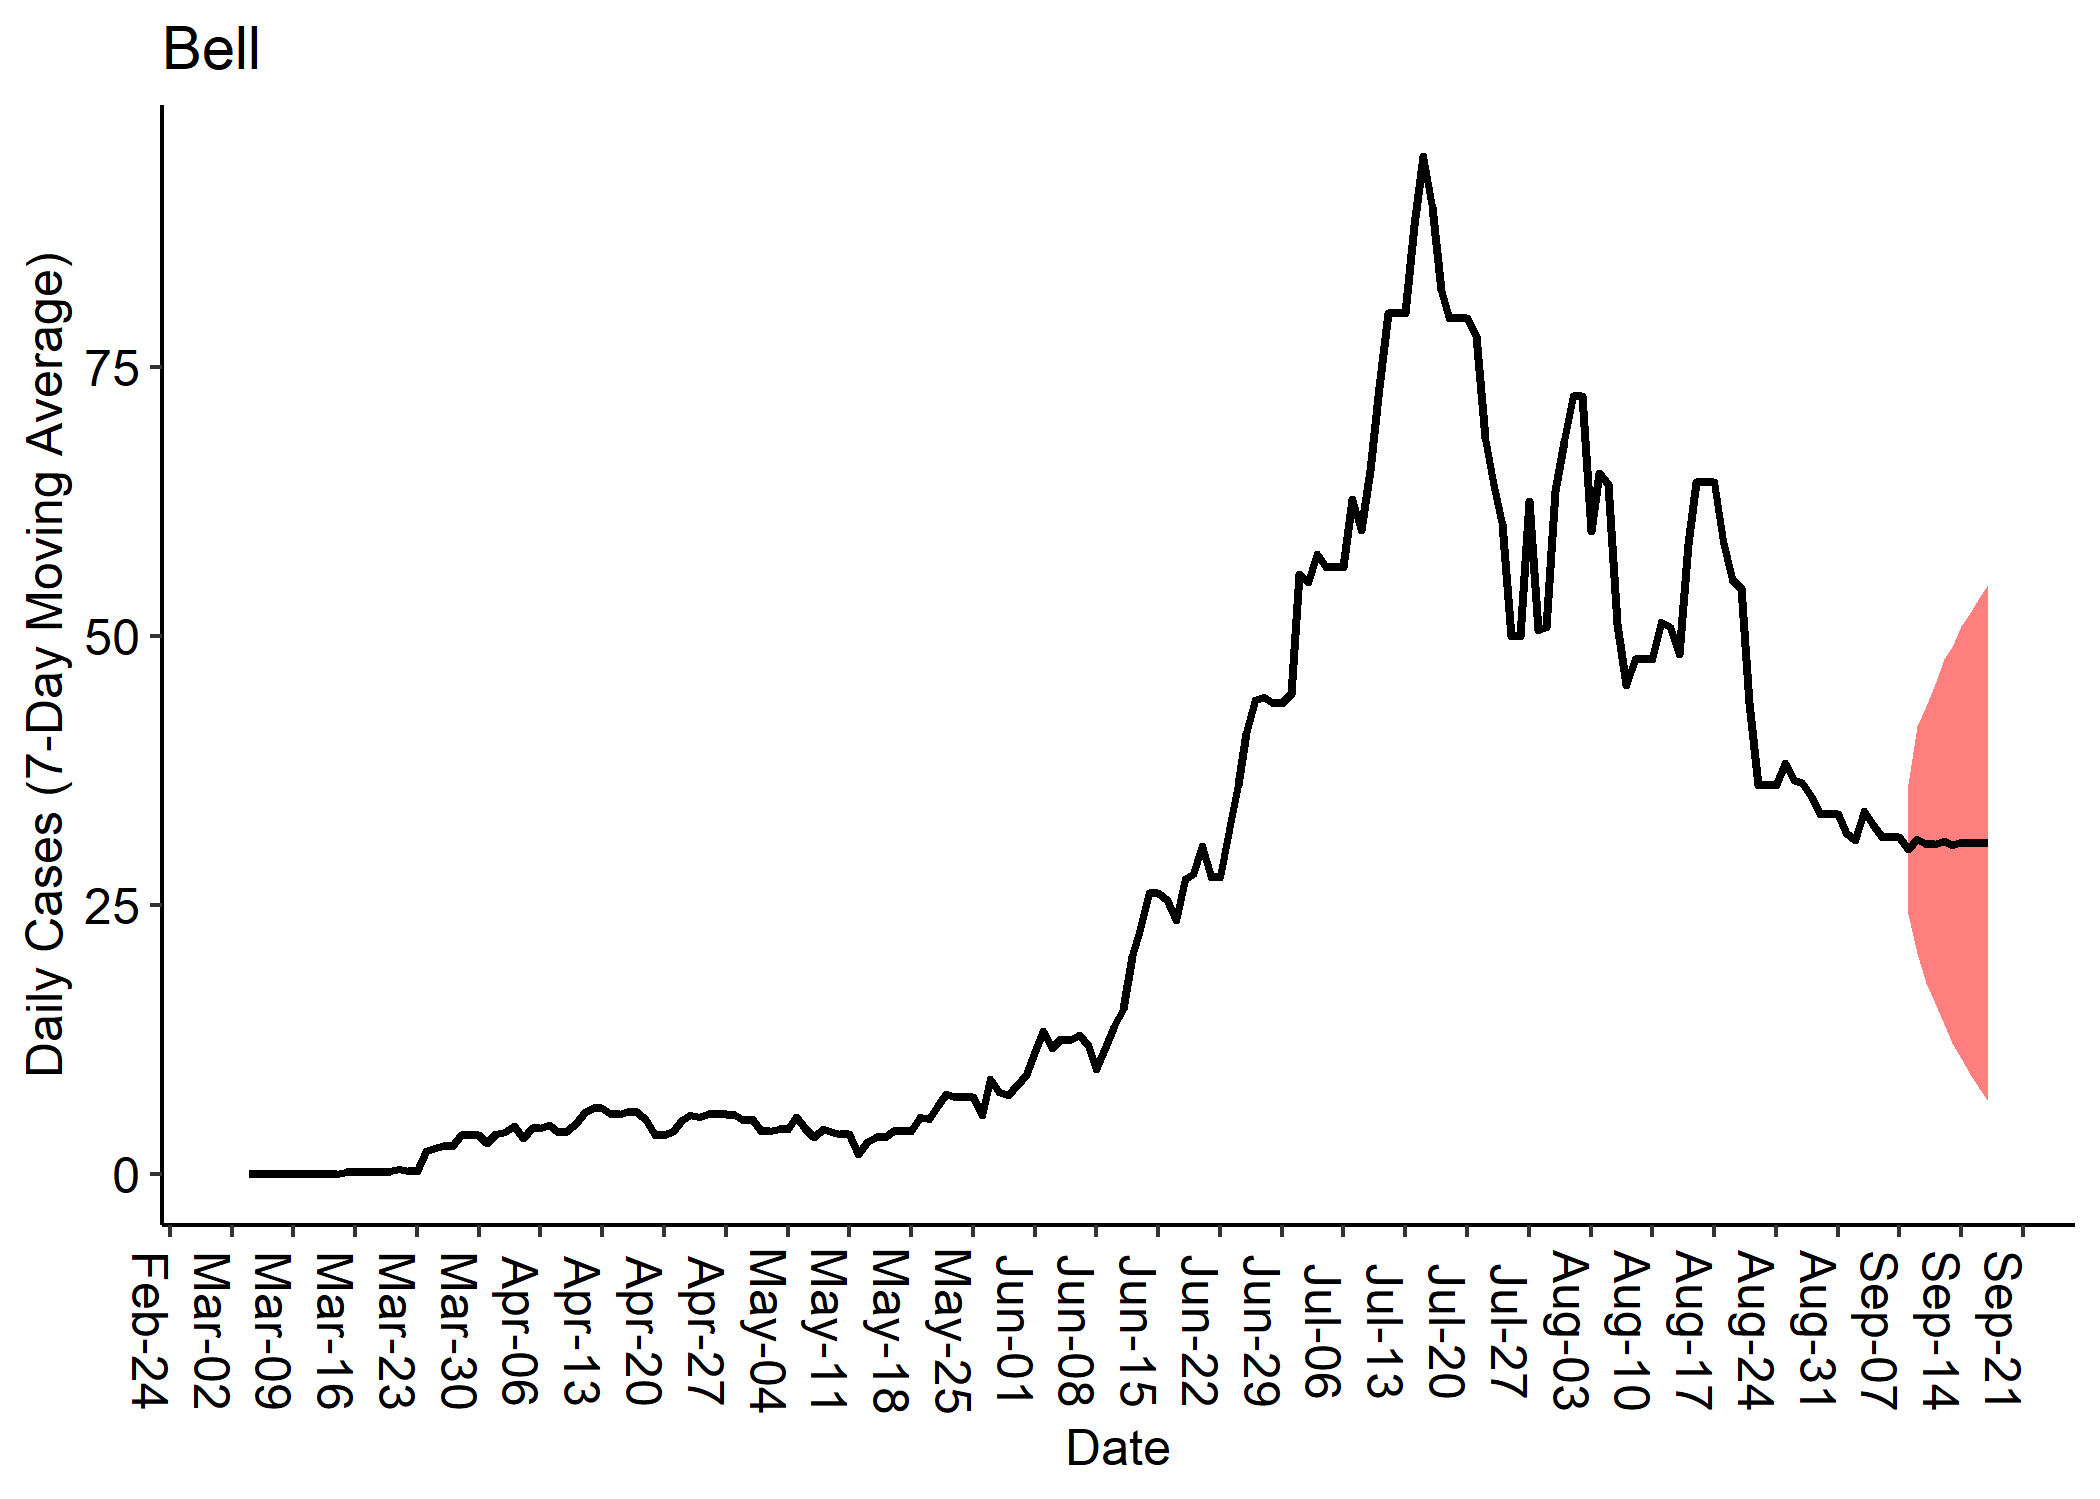 Bell
Daily Cases (7-Day Moving Average)
75
50
25
0
Feb-24
Mar-02
Mar-09
Mar-16
Mar-23
Mar-30
Apr-06
Apr-13
Apr-20
Apr-27
May-04
May-11
May-18
May-25
Jun-01
Jun-08
Jun-15
Jun-22
Jun-29
Jul-06
Jul-13
Jul-20
Jul-27
Aug-03
Aug-10
Aug-17
Aug-24
Aug-31
Sep-07
Sep-14
Sep-21
Date